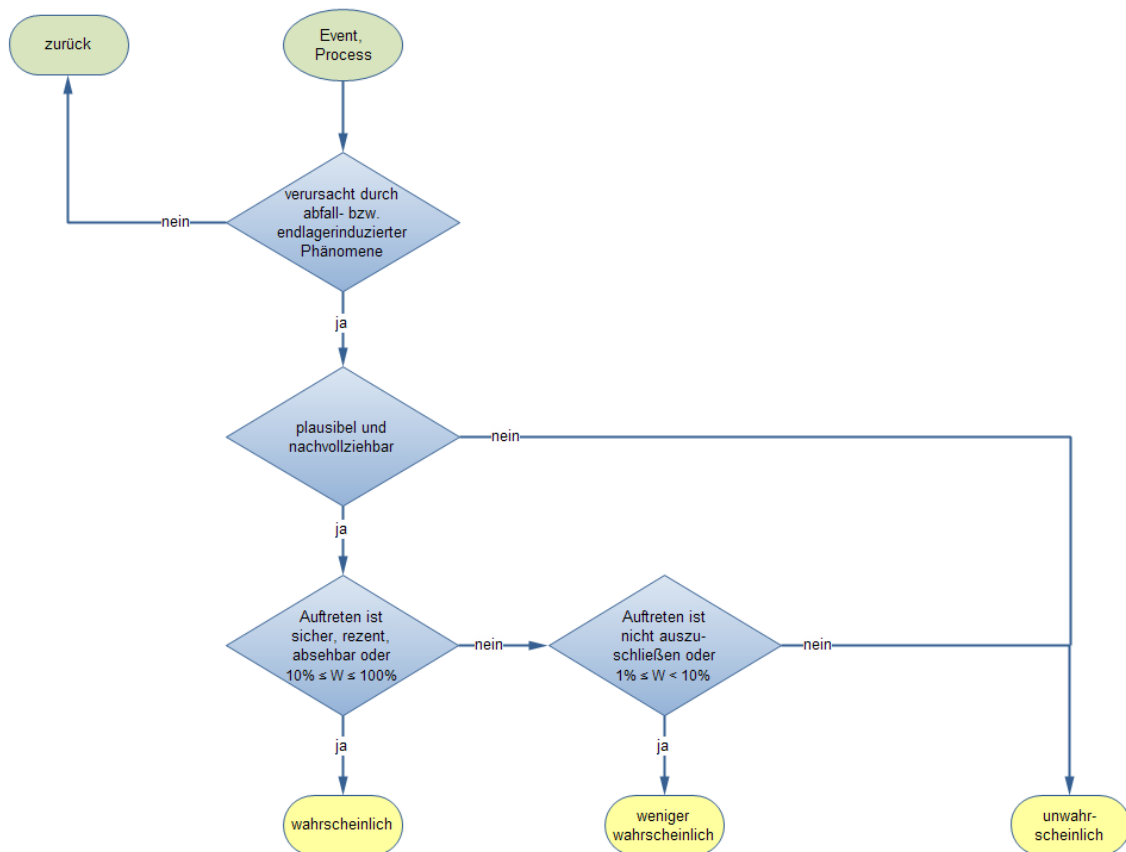 zurück
Event,
Process
verursacht durch
abfall- bzw.
endlagerinduzierter
Phänomene
nein
ja
plausibel und
nachvollziehbar
nein
ja
Auftreten ist
sicher, rezent,
absehbar oder
10% ≤ W ≤ 100%
nein
Auftreten ist
nicht auszu-
schließen oder
1% ≤ W < 10%
nein
ja
ja
wahrscheinlich
weniger
wahrscheinlich
unwahr-
scheinlich